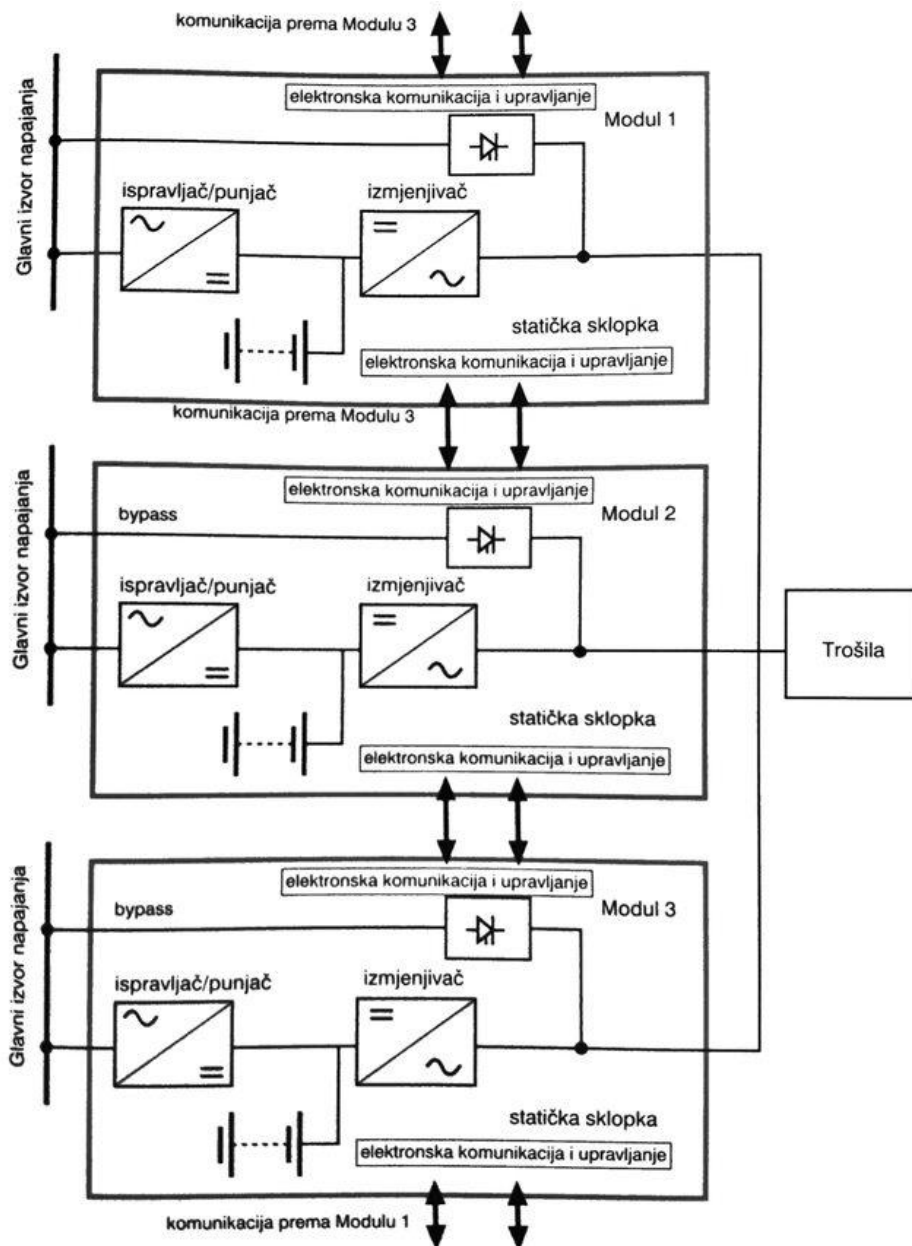 komunikacija prema Modulu 3
elektronska komunikacija i upravljanje
Modul 1
Glavni izvor napajanja
ispravljač/punjač
izmjenjivač
statička sklopka
elektronska komunikacija i upravljanje
komunikacija prema Modulu 3
elektronska komunikacija i upravljanje
Modul 2
bypass
Glavni izvor napajanja
ispravljač/punjač
izmjenjivač
Trošila
statička sklopka
elektronska komunikacija i upravljanje
elektronska komunikacija i upravljanje
Modul 3
bypass
Glavni izvor napajanja
ispravljač/punjač
izmjenjivač
statička sklopka
elektronska komunikacija i upravljanje
komunikacija prema Modulu 1